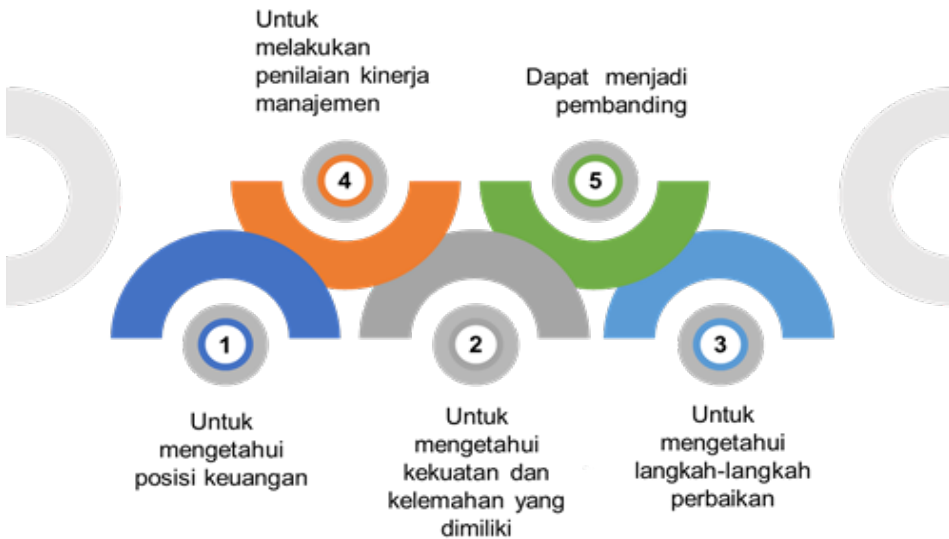 Untuk
melakukan
penilaian kinerja
manajemen
4
Dapat menjadi
pembanding
5
1
Untuk
mengetahui
posisi keuangan
2
Untuk
mengetahui
kekuatan dan
kelemahan yang
dimiliki
3
Untuk
mengetahui
langkah-langkah
perbaikan